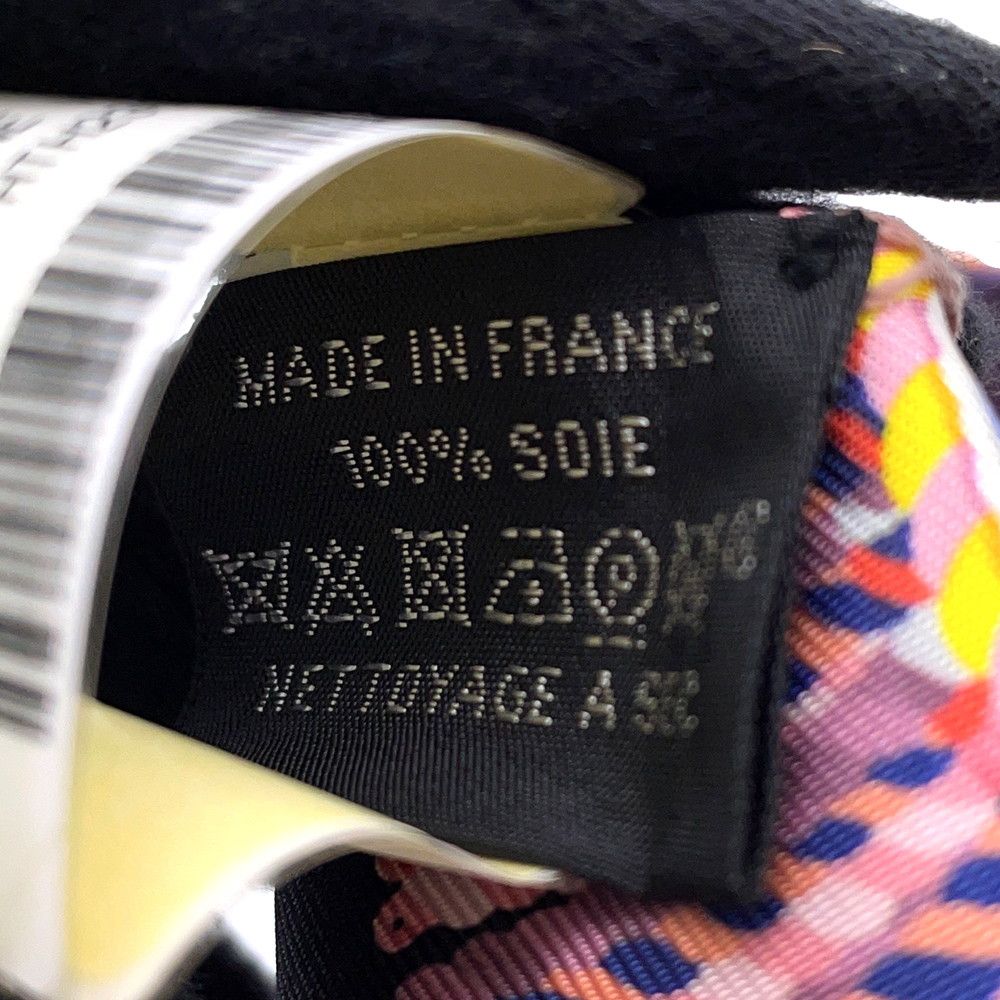 MADE IN FRANCE
100% SOIE
NETTOYAGE A SEC